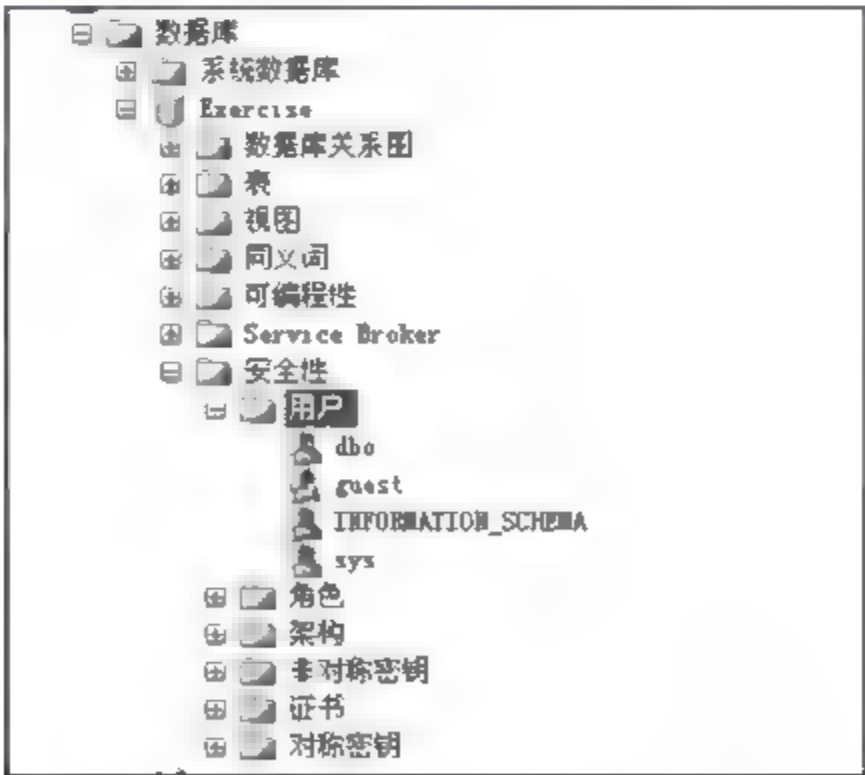 数据库
系统数据库
Exercise
数据库关系图
表
视图
同义词
可编程性
Service Broker
安全性
用户
dbo
guest
INFORMATION_SCHEMA
sys
角色
架构
非对称密钥
证书
对称密钥